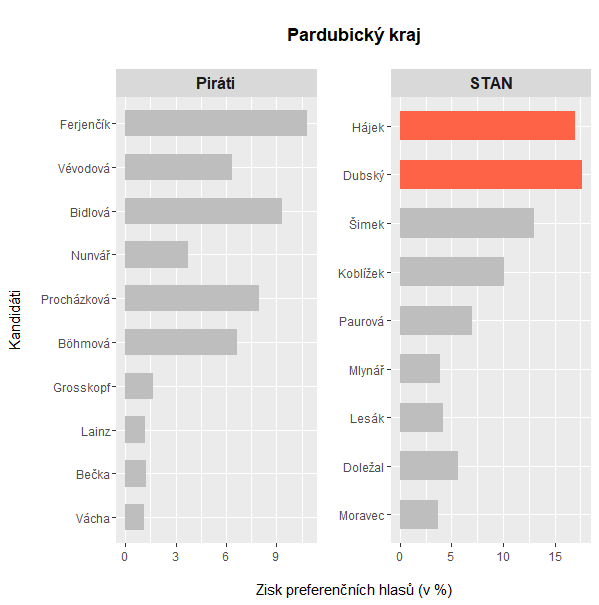 Pardubický kraj
Piráti
Ferjenčík
Vévodová
Bidlová
Nunvář
Procházková
Böhmová
Grosskopf
Lainz
Bečka
Vácha
0 3 6 9
STAN
Hájek
Dubský
Šimek
Koblížek
Paurová
Mlynář
Lesák
Doležal
Moravec
0 5 10 15
Kandidáti
Zisk preferenčních hlasů (v %)